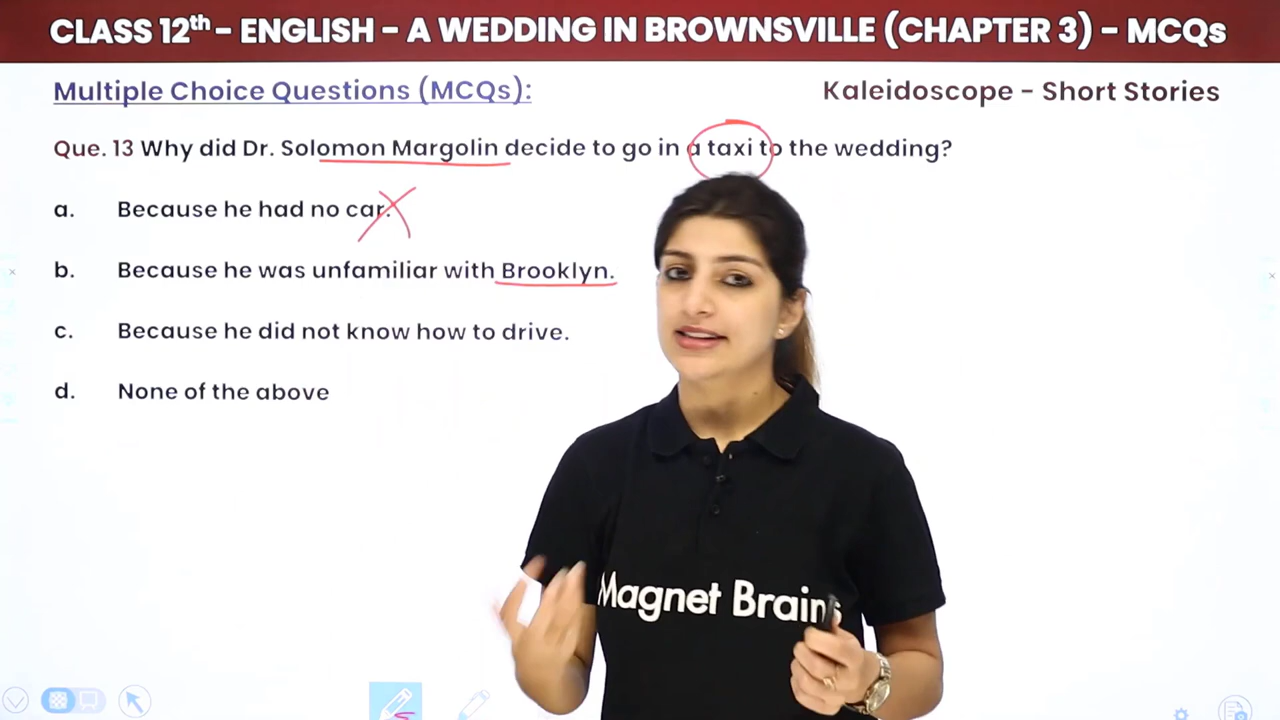 CLASS 12th – ENGLISH – A WEDDING IN BROWNSVILLE (CHAPTER 3) – MCQs
Multiple Choice Questions (MCQs):
Kaleidoscope - Short Stories
Que. 13 Why did Dr. Solomon Margolin decide to go in a taxi to the wedding?
a. Because he had no car.
b. Because he was unfamiliar with Brooklyn.
c. Because he did not know how to drive.
d. None of the above
Magnet Brains